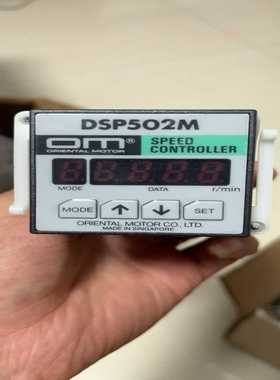 DSP502M
OM®
ORIENTAL MOTOR
SPEED
CONTROLLER
MODE DATA r/min
MODE ↑ ↓ SET
ORIENTAL MOTOR CO. LTD.
MADE IN SINGAPORE